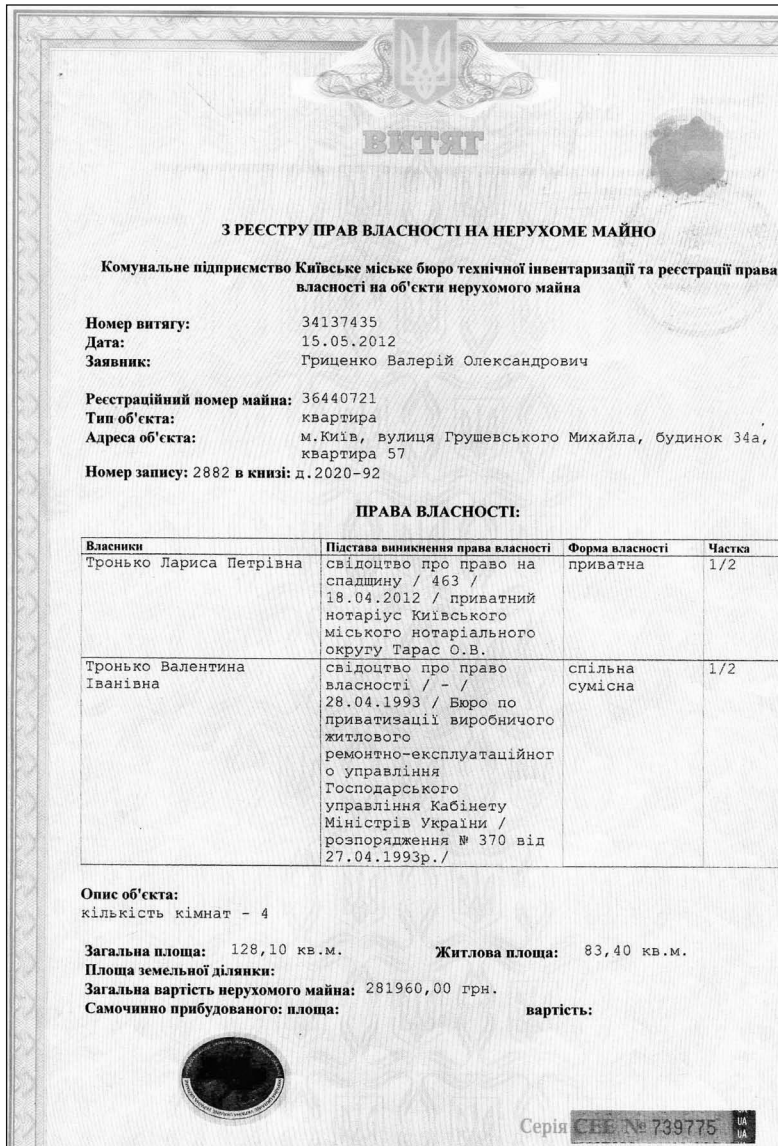 ВИТЯГ
З РЕЄСТРУ ПРАВ ВЛАСНОСТІ НА НЕРУХОМЕ МАЙНО
Комунальне підприємство Київське міське бюро технічної інвентаризації та реєстрації права
власності на об'єкти нерухомого майна
Номер витягу: 34137435
Дата: 15.05.2012
Заявник: Гриценко Валерій Олександрович
Реєстраційний номер майна: 36440721
Тип об'єкта: квартира
Адреса об'єкта: м.Київ, вулиця Грушевського Михайла, будинок 34а,
квартира 57
Номер запису: 2882 в книзі: д.2020-92
ПРАВА ВЛАСНОСТІ:
Власники Підстава виникнення права власності Форма власності Частка
Тронько Лариса Петрівна свідоцтво про право на приватна 1/2
спадщину / 463 /
18.04.2012 / приватний
нотаріус Київського
міського нотаріального
округу Тарас О.В.
Тронько Валентина свідоцтво про право спільна 1/2
Іванівна власності / - / сумісна
28.04.1993 / Бюро по
приватизації виробничого
житлового
ремонтно-експлуатаційног
о управління
Господарського
управління Кабінету
Міністрів України /
розпорядження № 370 від
27.04.1993р./
Опис об'єкта:
кількість кімнат - 4
Загальна площа: 128,10 кв.м. Житлова площа: 83,40 кв.м.
Площа земельної ділянки:
Загальна вартість нерухомого майна: 281960,00 грн.
Самочинно прибудованого: площа: вартість:
Серія СЕЕ № 739775
UA
UA